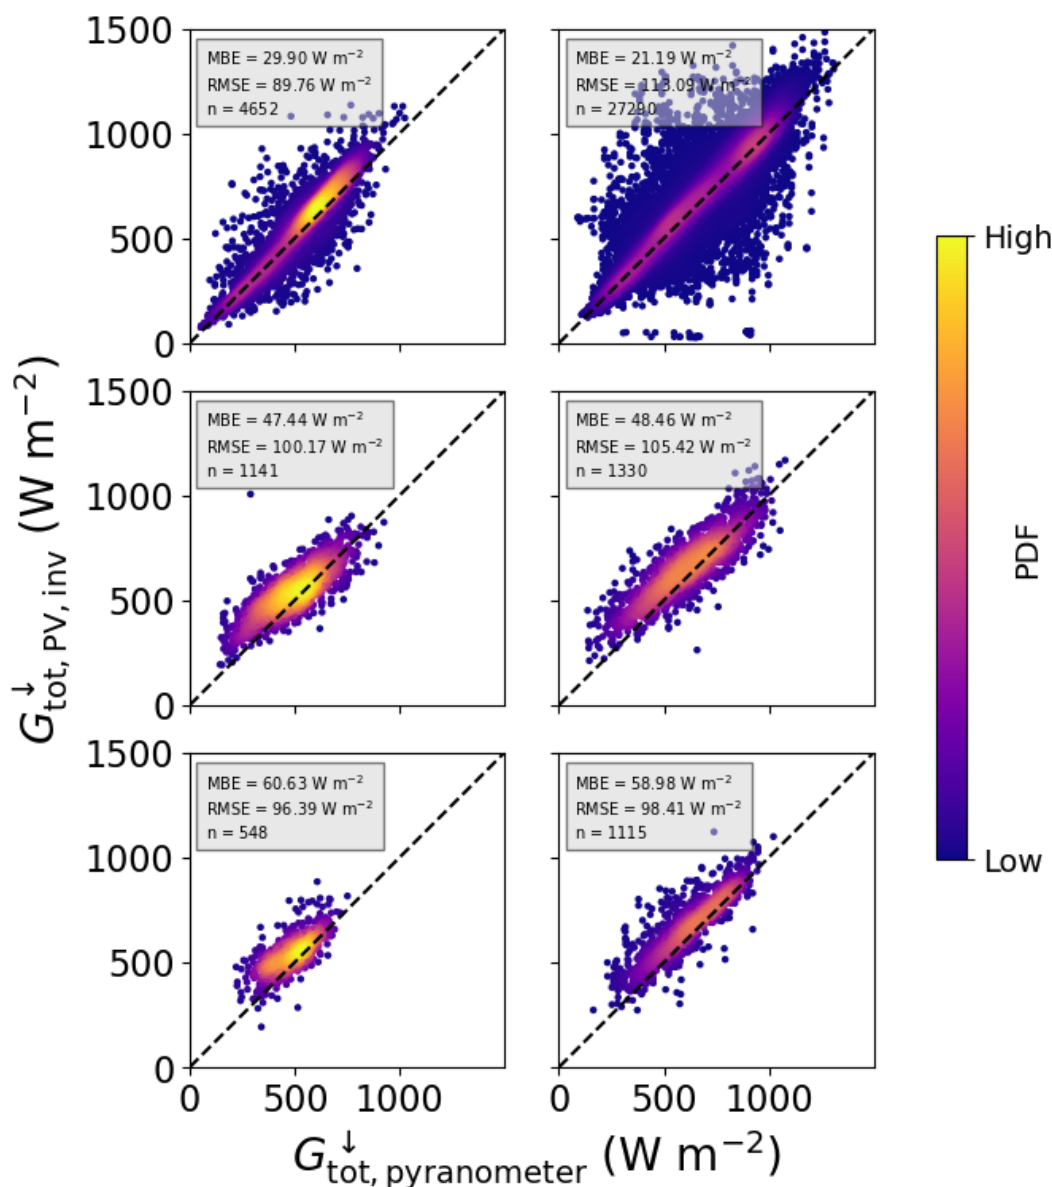 1500
1000
500
0
MBE = 29.90 W m⁻²
RMSE = 89.76 W m⁻²
n = 4652
MBE = 21.19 W m⁻²
RMSE = 113.09 W m⁻²
n = 27290
1500
1000
500
0
MBE = 47.44 W m⁻²
RMSE = 100.17 W m⁻²
n = 1141
MBE = 48.46 W m⁻²
RMSE = 105.42 W m⁻²
n = 1330
1500
1000
500
0
MBE = 60.63 W m⁻²
RMSE = 96.39 W m⁻²
n = 548
MBE = 58.98 W m⁻²
RMSE = 98.41 W m⁻²
n = 1115
0 500 1000
0 500 1000
G↓tot, PV, inv (W m⁻²)
G↓tot, pyranometer (W m⁻²)
High
PDF
Low